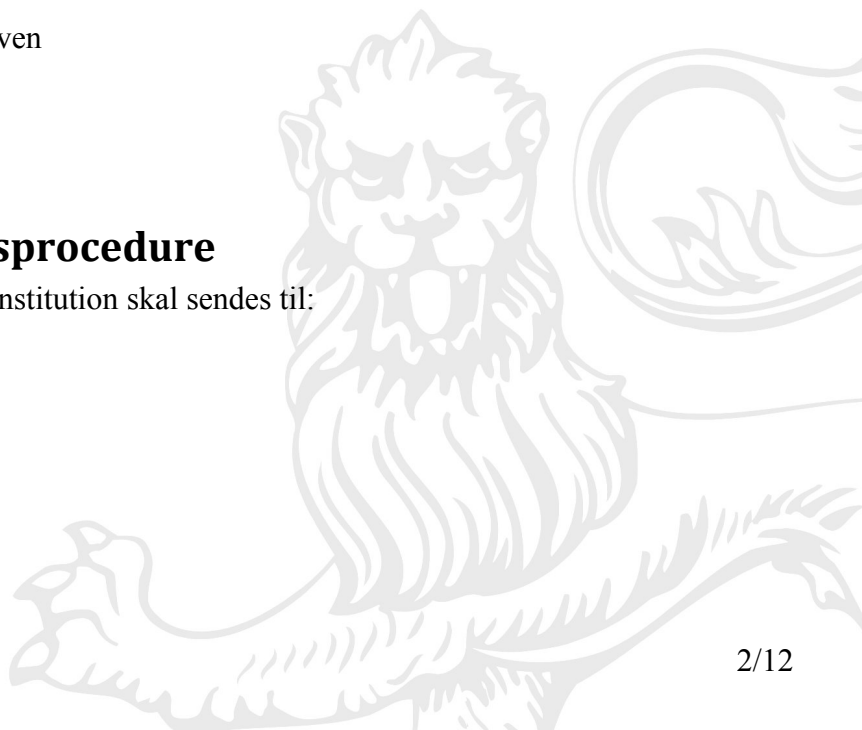 ven
sprocedure
nstitution skal sendes til:
2/12